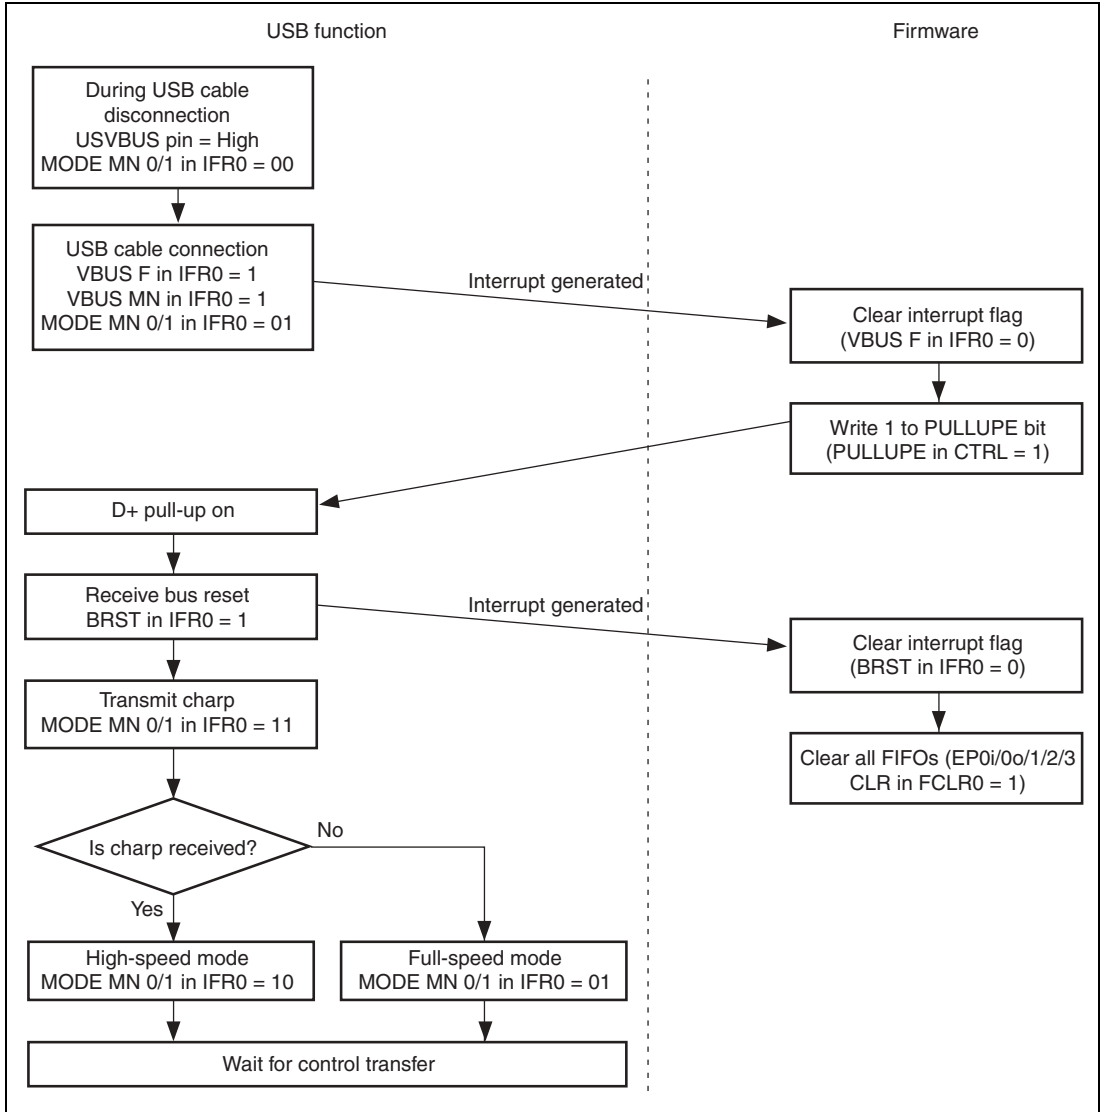 USB function
Firmware
During USB cable
disconnection
USVBUS pin = High
MODE MN 0/1 in IFR0 = 00
USB cable connection
VBUS F in IFR0 = 1
VBUS MN in IFR0 = 1
MODE MN 0/1 in IFR0 = 01
Interrupt generated
Clear interrupt flag
(VBUS F in IFR0 = 0)
Write 1 to PULLUPE bit
(PULLUPE in CTRL = 1)
D+ pull-up on
Receive bus reset
BRST in IFR0 = 1
Interrupt generated
Clear interrupt flag
(BRST in IFR0 = 0)
Transmit charp
MODE MN 0/1 in IFR0 = 11
Clear all FIFOs (EP0i/0o/1/2/3
CLR in FCLR0 = 1)
Is charp received?
No
Yes
High-speed mode
MODE MN 0/1 in IFR0 = 10
Full-speed mode
MODE MN 0/1 in IFR0 = 01
Wait for control transfer